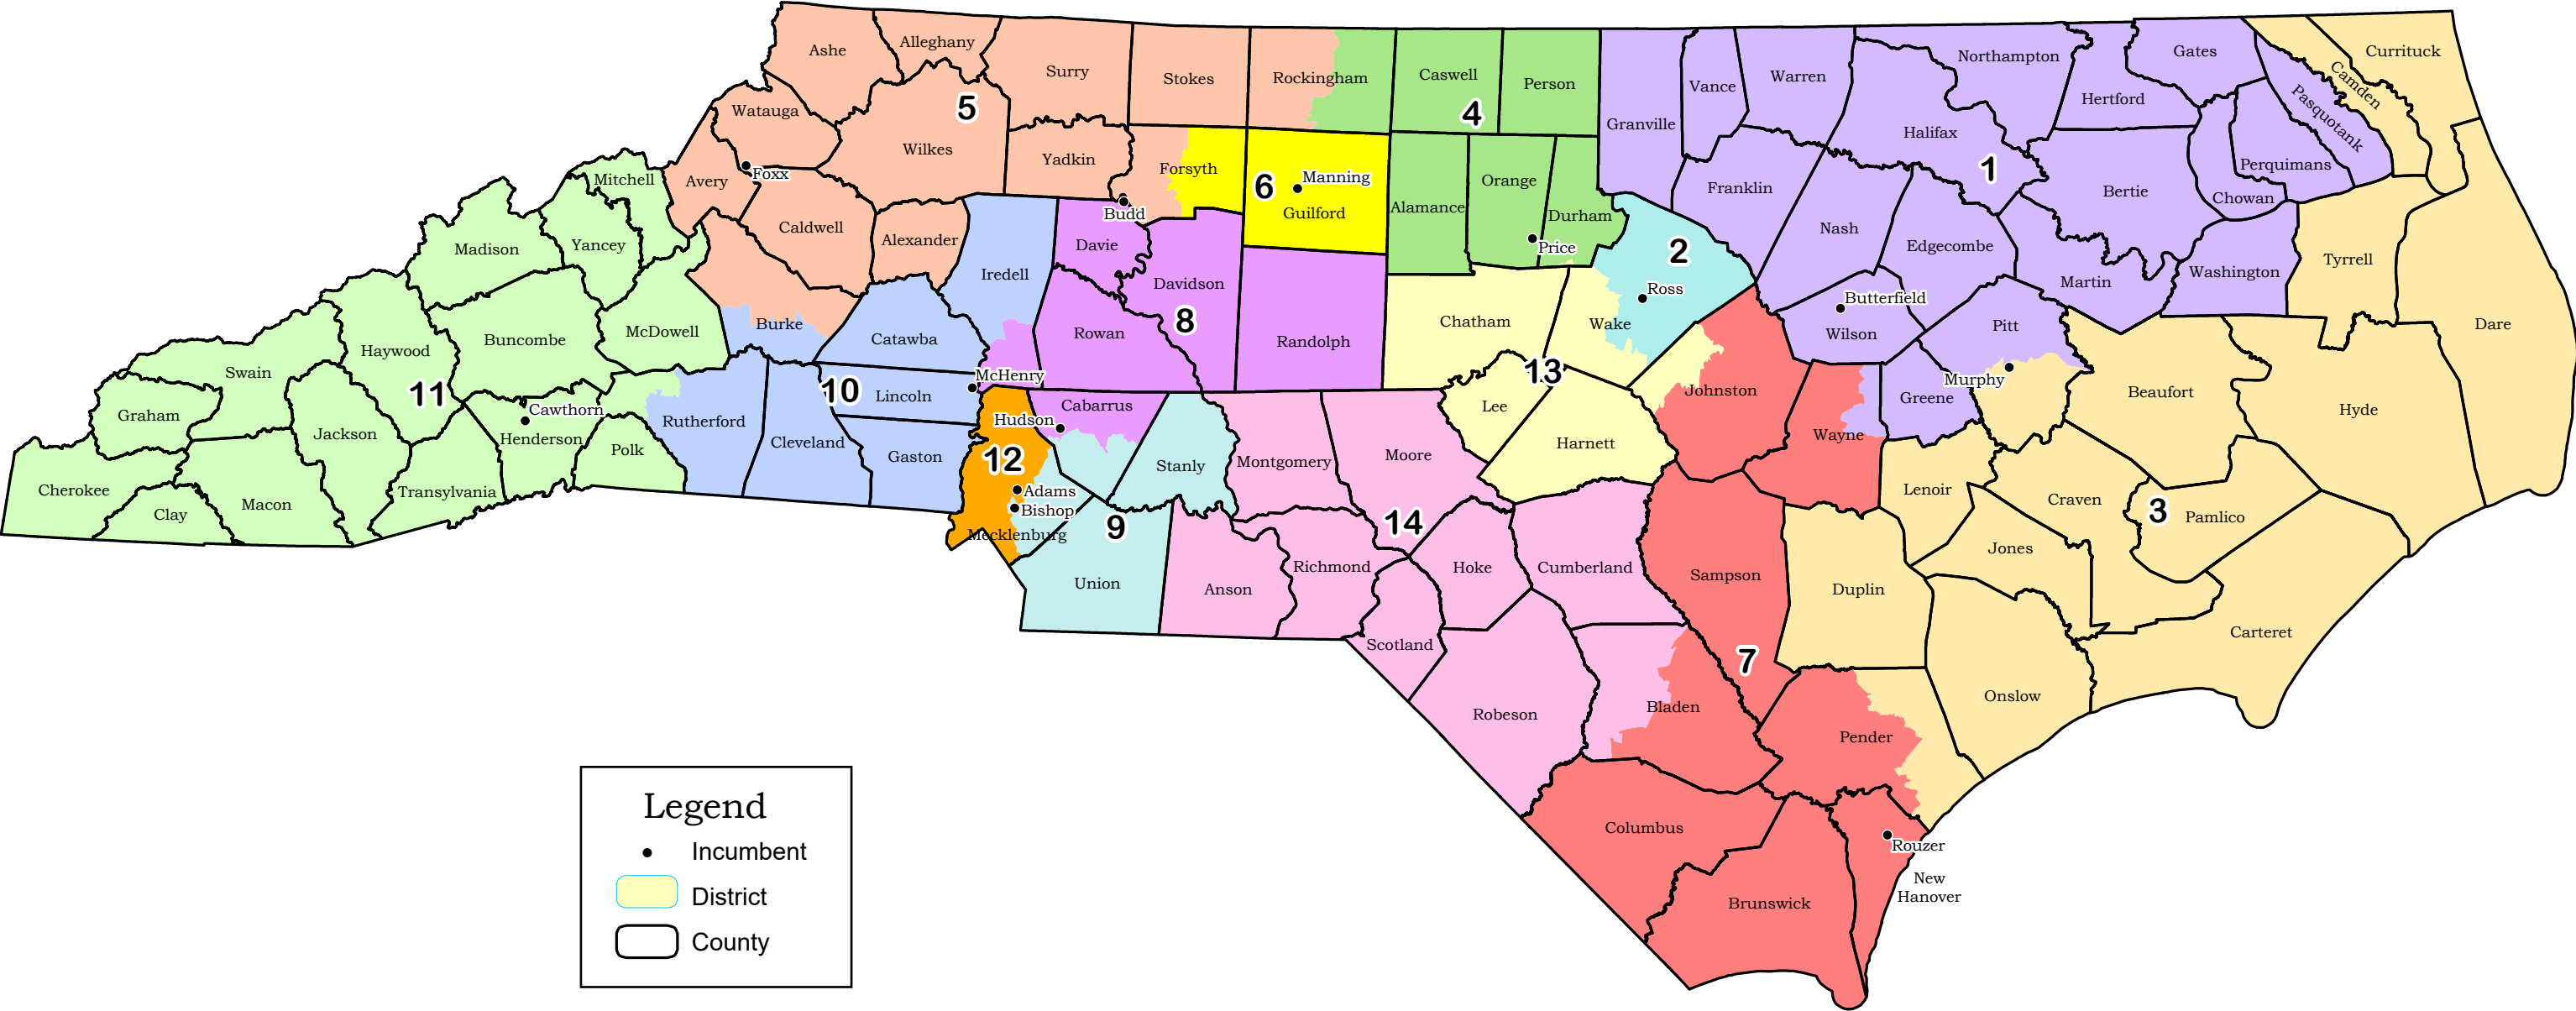 Ashe
Alleghany
Surry
Stokes
Rockingham
Caswell
Person
Granville
Vance
Warren
Northampton
Gates
Hertford
Halifax
Camden
Currituck
Pasquotank
Perquimans
Chowan
Bertie
Watauga
5
Wilkes
Yadkin
Forsyth
4
6
Manning
Guilford
Alamance
Orange
Durham
Price
Franklin
1
Nash
Edgecombe
Martin
Washington
Tyrrell
Dare
Foxx
Avery
Mitchell
Caldwell
Alexander
Budd
Davie
Davidson
Iredell
Madison
Yancey
2
Ross
Butterfield
Wilson
Pitt
8
Rowan
Randolph
Chatham
Wake
Burke
Catawba
McDowell
Buncombe
Haywood
Swain
11
Graham
Jackson
Cawthorn
Henderson
Polk
Rutherford
10
Cleveland
Lincoln
McHenry
Gaston
Cabarrus
Hudson
12
Adams
Bishop
Mecklenburg
Stanly
9
Union
Montgomery
Moore
13
Lee
Harnett
Johnston
Wayne
Greene
Murphy
Beaufort
Hyde
Lenoir
Craven
3
Pamlico
Jones
Carteret
Cherokee
Clay
Macon
Transylvania
Anson
Richmond
14
Hoke
Cumberland
Scotland
Robeson
Sampson
Duplin
Onslow
7
Bladen
Pender
Columbus
Brunswick
Rouzer
New
Hanover
Legend
Incumbent
District
County